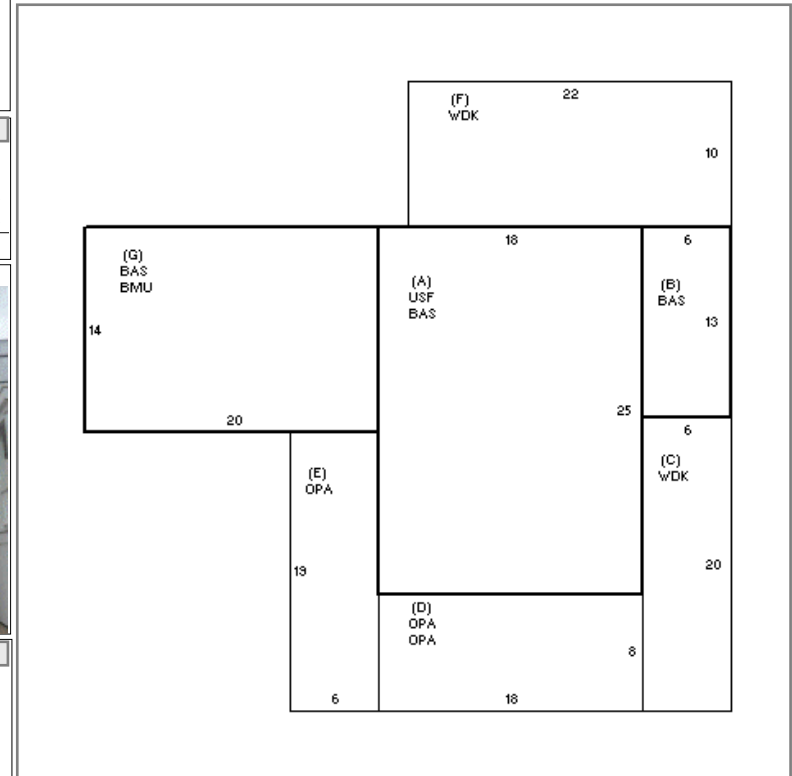 22
(F)
WDK
10
18
6
(G)
BAS
BMU
(A)
USF
BAS
(B)
BAS
13
14
25
20
6
(C)
WDK
(E)
OPA
20
19
(D)
OPA
OPA
8
6
18